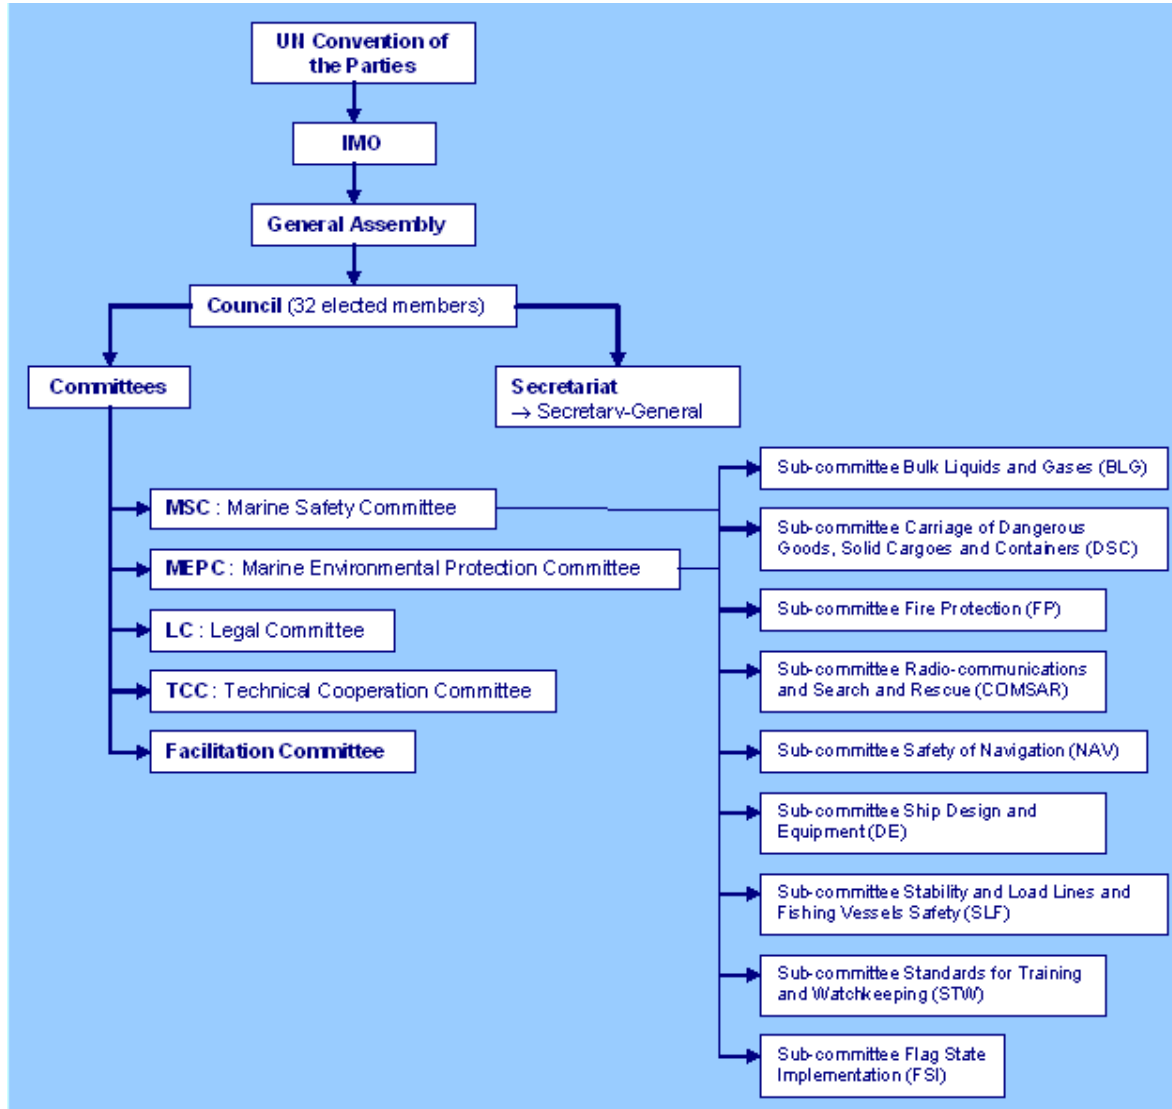 UN Convention of
the Parties
IMO
General Assembly
Council (32 elected members)
Committees
Secretariat
→ Secretary-General
MSC : Marine Safety Committee
MEPC : Marine Environmental Protection Committee
LC : Legal Committee
TCC : Technical Cooperation Committee
Facilitation Committee
Sub-committee Bulk Liquids and Gases (BLG)
Sub-committee Carriage of Dangerous
Goods, Solid Cargoes and Containers (DSC)
Sub-committee Fire Protection (FP)
Sub-committee Radio-communications
and Search and Rescue (COMSAR)
Sub-committee Safety of Navigation (NAV)
Sub-committee Ship Design and
Equipment (DE)
Sub-committee Stability and Load Lines and
Fishing Vessels Safety (SLF)
Sub-committee Standards for Training
and Watchkeeping (STW)
Sub-committee Flag State
Implementation (FSI)